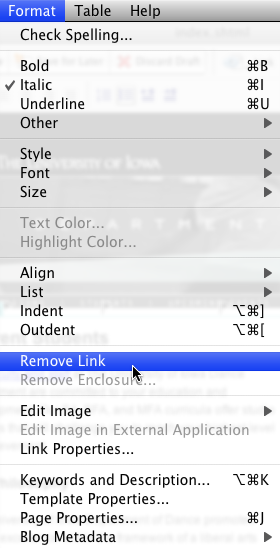 Format Table Help
Check Spelling...
Bold ⌘B
✓ Italic ⌘I
Underline ⌘U
Other ▶
Style ▶
Font ▶
Size ▶
Text Color...
Highlight Color...
Align ▶
List ▶
Indent ⌥⌘]
Outdent ⌥⌘[
Remove Link
Remove Enclosure...
Edit Image ▶
Edit Image in External Application
Link Properties...
Keywords and Description... ⌥⌘K
Template Properties...
Page Properties... ⌘J
Blog Metadata ▶